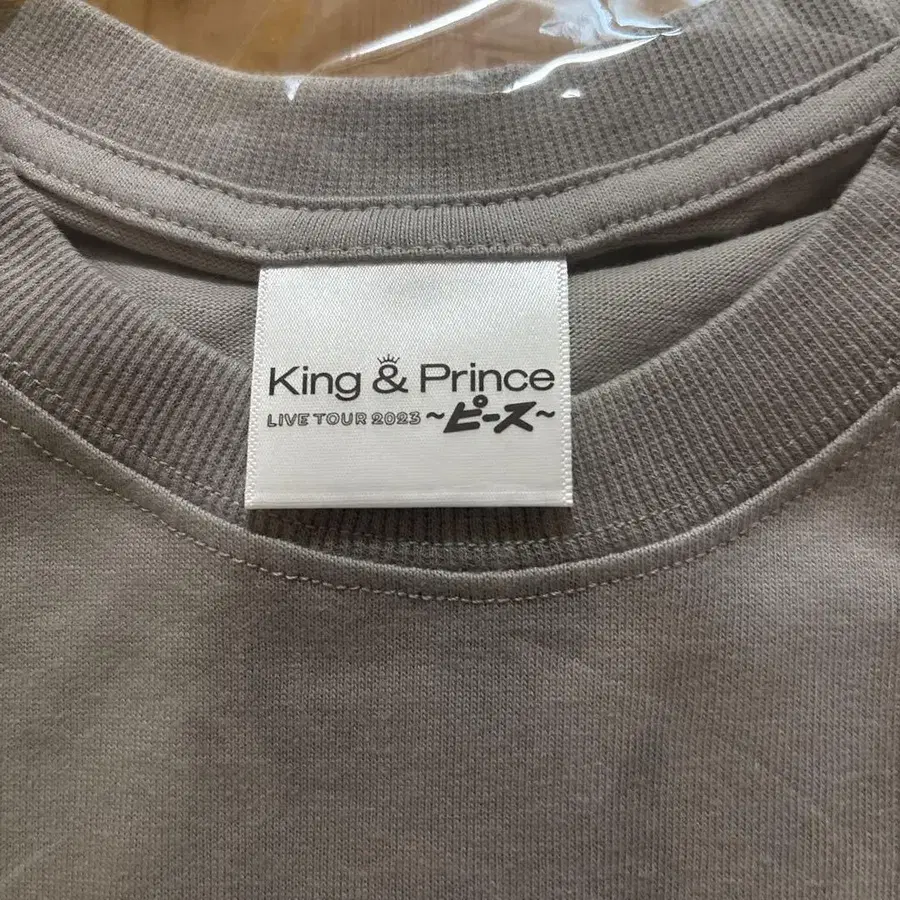 King & Prince
LIVE TOUR 2023 ~ピース~